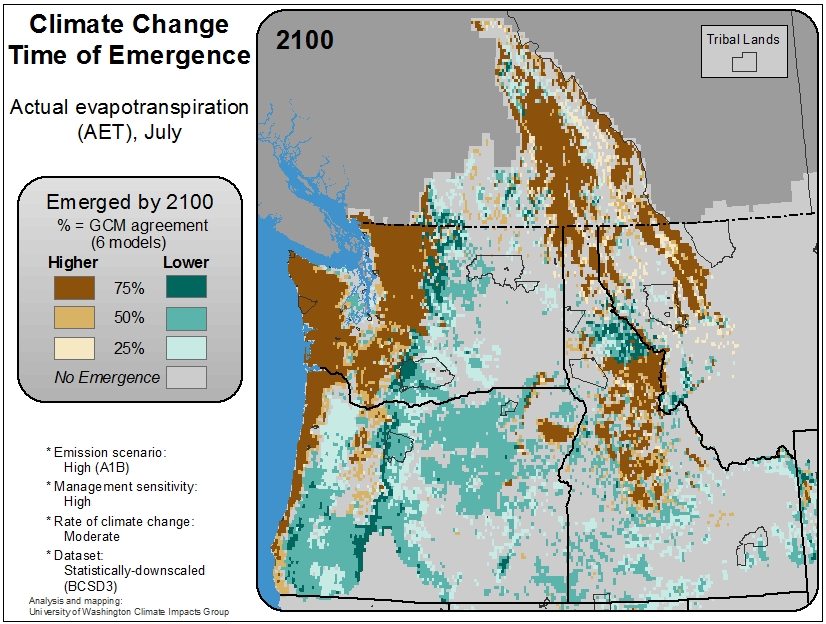 Climate Change
Time of Emergence
Actual evapotranspiration
(AET), July
Emerged by 2100
% = GCM agreement
(6 models)
Higher Lower
75%
50%
25%
No Emergence
* Emission scenario:
High (A1B)
* Management sensitivity:
High
* Rate of climate change:
Moderate
* Dataset:
Statistically-downscaled
(BCSD3)
Analysis and mapping:
University of Washington Climate Impacts Group
2100
Tribal Lands